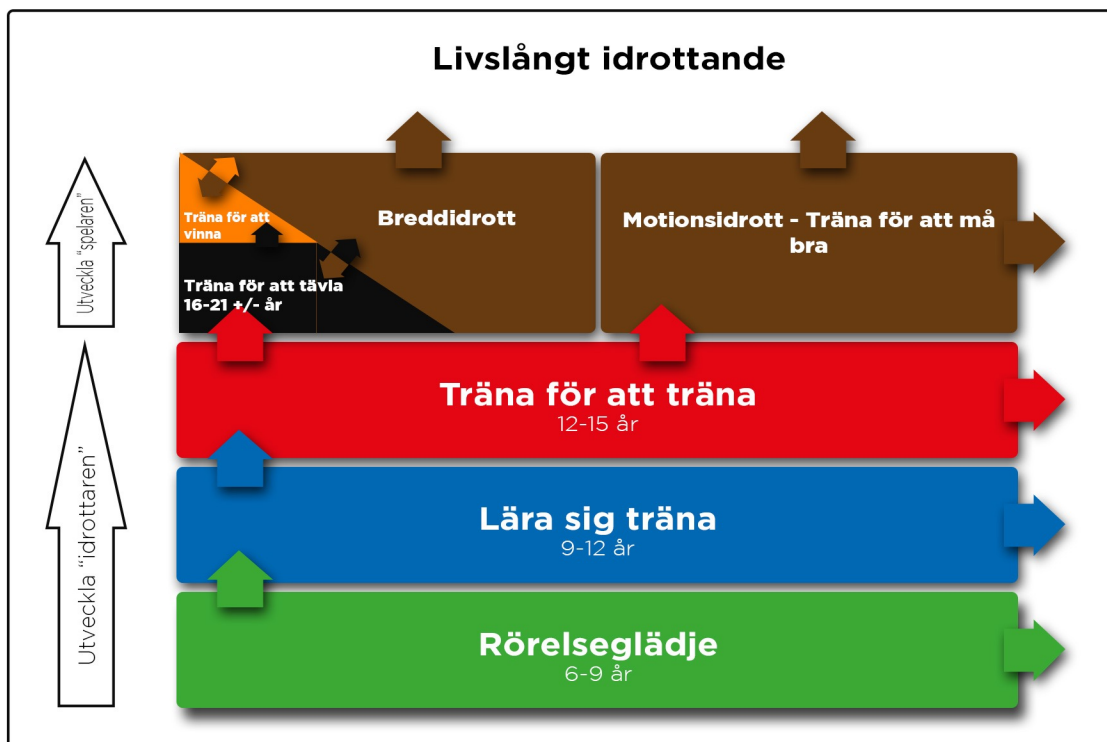 Livslångt idrottande
Utveckla "spelaren"
Träna för att
vinna
Träna för att tävla
16-21 +/- år
Breddidrott
Motionsidrott - Träna för att må
bra
Utveckla "idrottaren"
Träna för att träna
12-15 år
Lära sig träna
9-12 år
Rörelseglädje
6-9 år